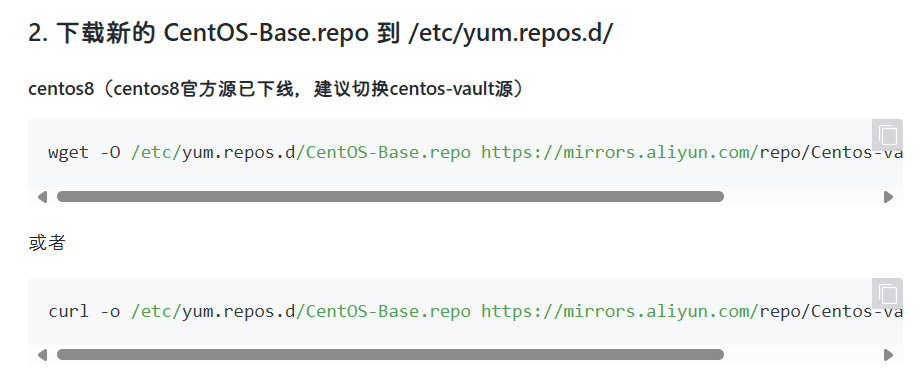 2. 下载新的 CentOS-Base.repo 到 /etc/yum.repos.d/
centos8（centos8官方源已下线，建议切换centos-vault源）
wget -O /etc/yum.repos.d/CentOS-Base.repo https://mirrors.aliyun.com/repo/Centos-va
或者
curl -o /etc/yum.repos.d/CentOS-Base.repo https://mirrors.aliyun.com/repo/Centos-va